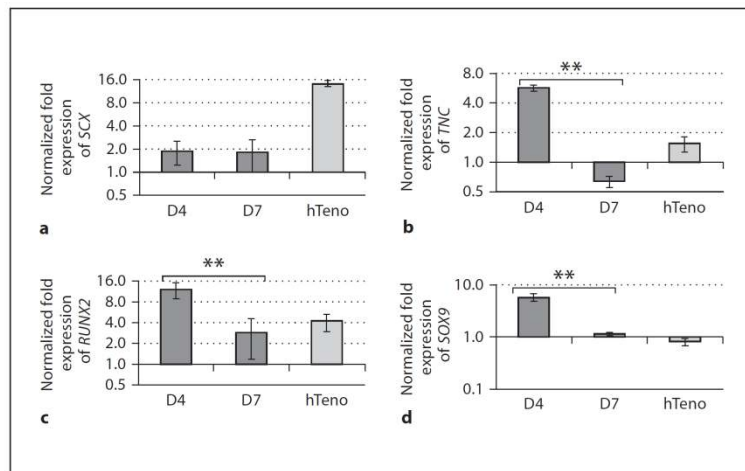 Normalized fold
expression
of SCX
16.0
8.0
4.0
2.0
1.0
0.5
D4 D7 hTeno
a
Normalized fold
expression
of TNC
8.0
4.0
2.0
1.0
0.5
**
D4 D7 hTeno
b
Normalized fold
expression
of RUNX2
16.0
8.0
4.0
2.0
1.0
0.5
**
D4 D7 hTeno
c
Normalized fold
expression
of SOX9
10.0
1.0
0.1
**
D4 D7 hTeno
d